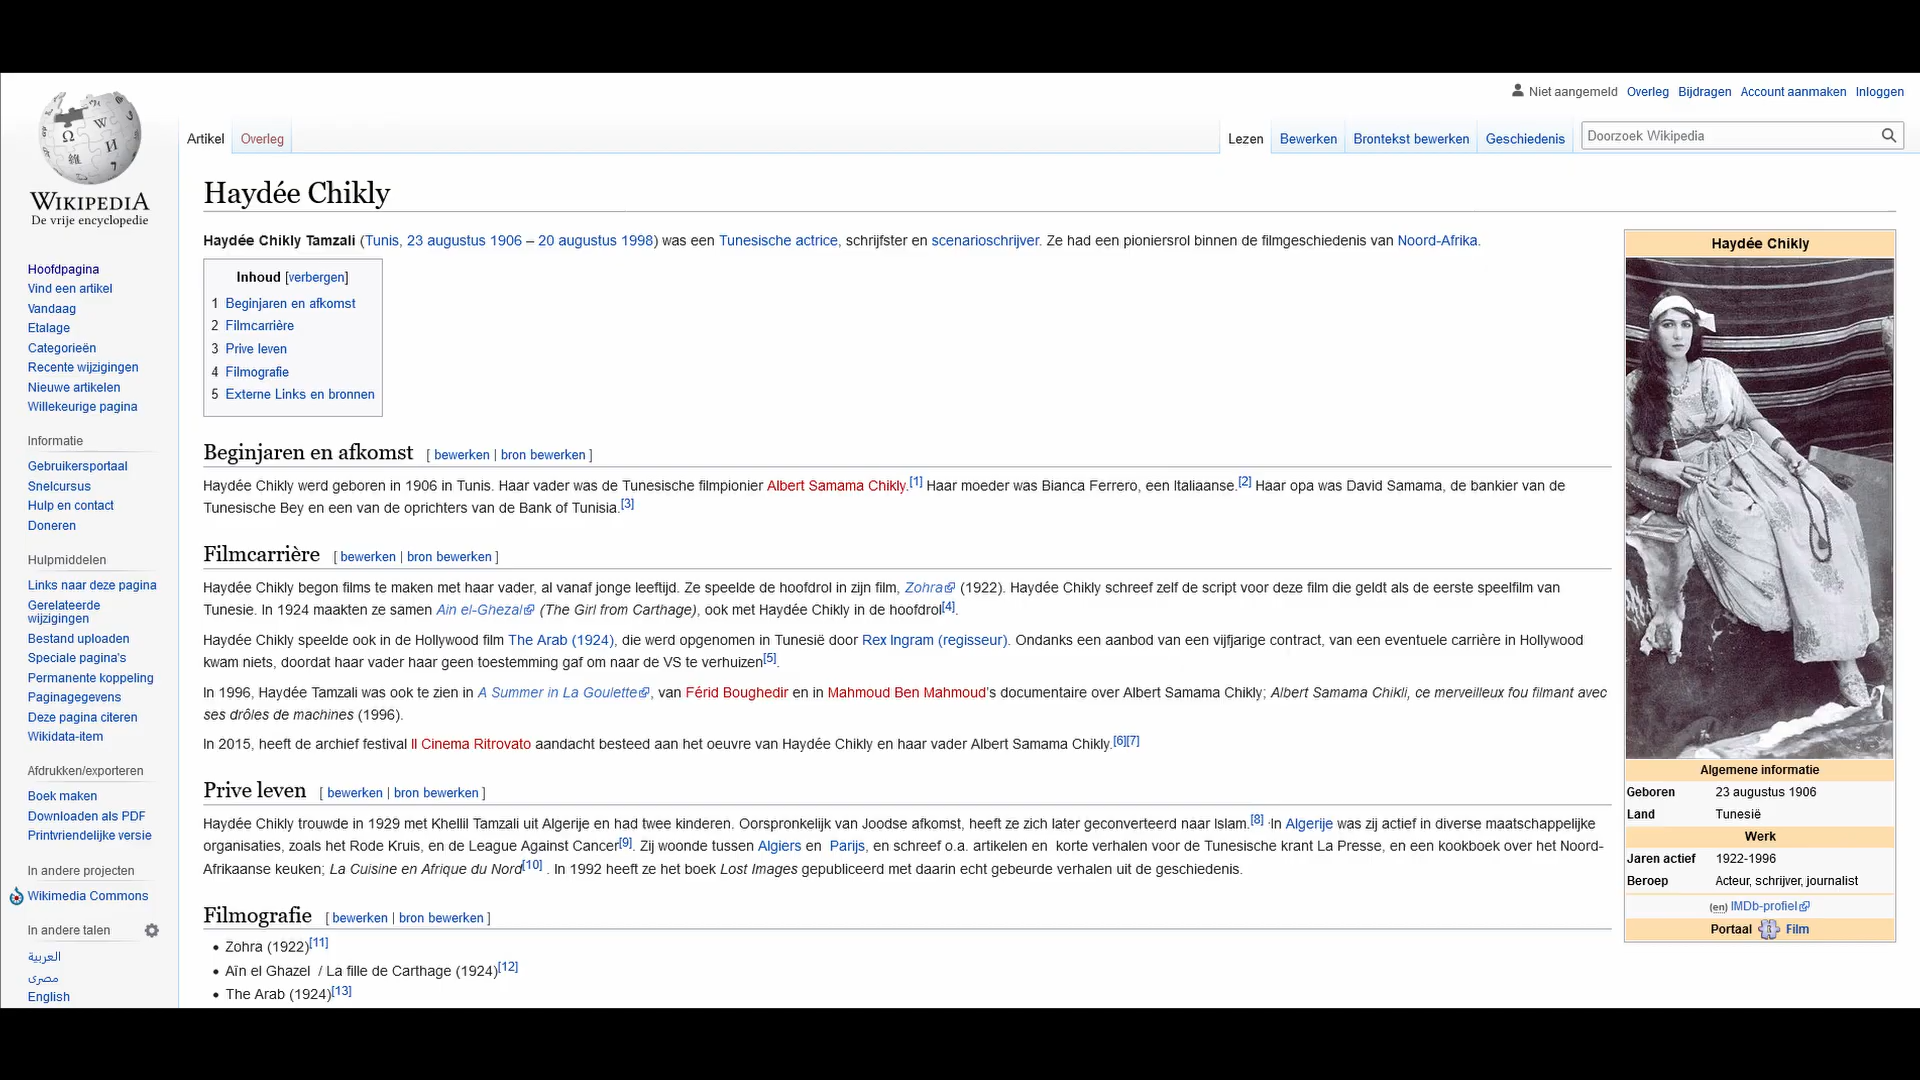 Niet aangemeld Overleg Bijdragen Account aanmaken Inloggen
Artikel Overleg Lezen Bewerken Brontekst bewerken Geschiedenis Doorzoek Wikipedia
WIKIPEDIA
De vrije encyclopedie
Hoofdpagina
Vind een artikel
Vandaag
Etalage
Categorieën
Recente wijzigingen
Nieuwe artikelen
Willekeurige pagina
Informatie
Gebruikersportaal
Snelcursus
Hulp en contact
Doneren
Hulpmiddelen
Links naar deze pagina
Gerelateerde
wijzigingen
Bestand uploaden
Speciale pagina's
Permanente koppeling
Paginagegevens
Deze pagina citeren
Wikidata-item
Afdrukken/exporteren
Boek maken
Downloaden als PDF
Printvriendelijke versie
In andere projecten
Wikimedia Commons
In andere talen
العربية
مصرى
English
Haydée Chikly
Haydée Chikly Tamzali (Tunis, 23 augustus 1906 – 20 augustus 1998) was een Tunesische actrice, schrijfster en scenarioschrijver. Ze had een pioniersrol binnen de filmgeschiedenis van Noord-Afrika.
Inhoud [verbergen]
1 Beginjaren en afkomst
2 Filmcarrière
3 Prive leven
4 Filmografie
5 Externe Links en bronnen
Beginjaren en afkomst [ bewerken | bron bewerken ]
Haydée Chikly werd geboren in 1906 in Tunis. Haar vader was de Tunesische filmpionier Albert Samama Chikly.[1] Haar moeder was Bianca Ferrero, een Italiaanse.[2] Haar opa was David Samama, de bankier van de
Tunesische Bey en een van de oprichters van de Bank of Tunisia.[3]
Filmcarrière [ bewerken | bron bewerken ]
Haydée Chikly begon films te maken met haar vader, al vanaf jonge leeftijd. Ze speelde de hoofdrol in zijn film, Zohra (1922). Haydée Chikly schreef zelf de script voor deze film die geldt als de eerste speelfilm van
Tunesie. In 1924 maakten ze samen Ain el-Ghezal (The Girl from Carthage), ook met Haydée Chikly in de hoofdrol[4].
Haydée Chikly speelde ook in de Hollywood film The Arab (1924), die werd opgenomen in Tunesië door Rex Ingram (regisseur). Ondanks een aanbod van een vijfjarige contract, van een eventuele carrière in Hollywood
kwam niets, doordat haar vader haar geen toestemming gaf om naar de VS te verhuizen[5].
In 1996, Haydée Tamzali was ook te zien in A Summer in La Goulette, van Férid Boughedir en in Mahmoud Ben Mahmoud's documentaire over Albert Samama Chikly; Albert Samama Chikli, ce merveilleux fou filmant avec
ses drôles de machines (1996).
In 2015, heeft de archief festival Il Cinema Ritrovato aandacht besteed aan het oeuvre van Haydée Chikly en haar vader Albert Samama Chikly.[6][7]
Prive leven [ bewerken | bron bewerken ]
Haydée Chikly trouwde in 1929 met Khellil Tamzali uit Algerije en had twee kinderen. Oorspronkelijk van Joodse afkomst, heeft ze zich later geconverteerd naar Islam.[8] In Algerije was zij actief in diverse maatschappelijke
organisaties, zoals het Rode Kruis, en de League Against Cancer[9]. Zij woonde tussen Algiers en Parijs, en schreef o.a. artikelen en korte verhalen voor de Tunesische krant La Presse, en een kookboek over het Noord-
Afrikaanse keuken; La Cuisine en Afrique du Nord[10] . In 1992 heeft ze het boek Lost Images gepubliceerd met daarin echt gebeurde verhalen uit de geschiedenis.
Filmografie [ bewerken | bron bewerken ]
• Zohra (1922)[11]
• Aïn el Ghazel / La fille de Carthage (1924)[12]
• The Arab (1924)[13]
Haydée Chikly
Algemene informatie
Geboren 23 augustus 1906
Land Tunesië
Werk
Jaren actief 1922-1996
Beroep Acteur, schrijver, journalist
(en) IMDb-profiel
Portaal Film